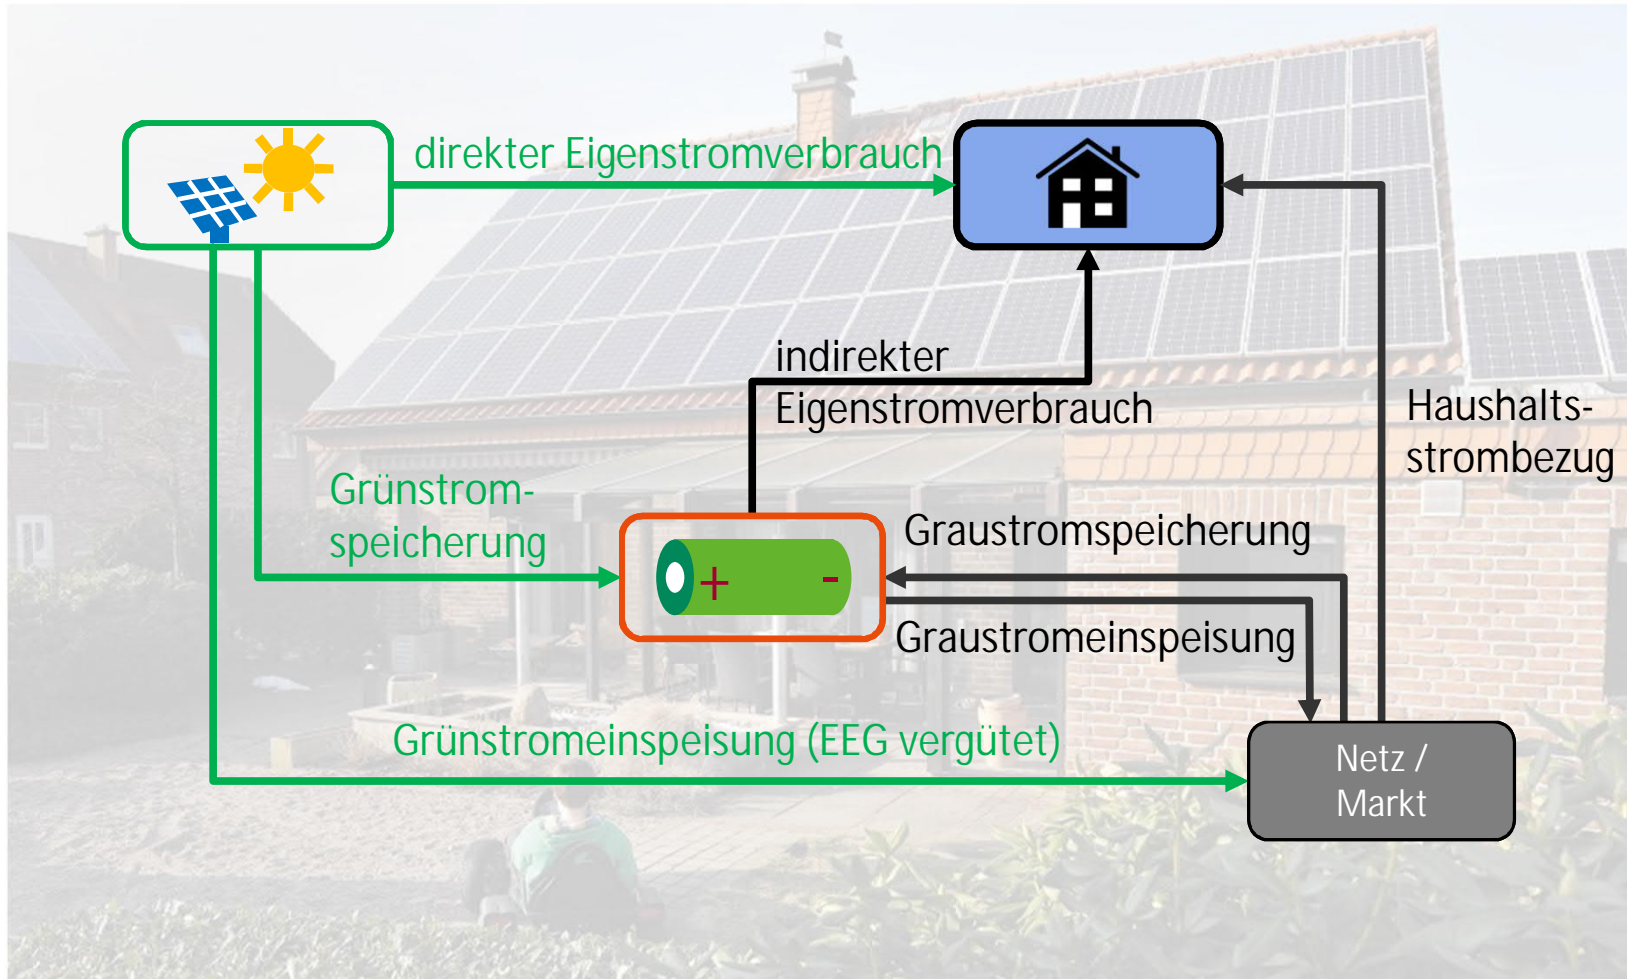 direkter Eigenstromverbrauch
indirekter
Eigenstromverbrauch
Haushalts-
strombezug
Grünstrom-
speicherung
Graustromspeicherung
+ -
Graustromeinspeisung
Grünstromeinspeisung (EEG vergütet)
Netz /
Markt